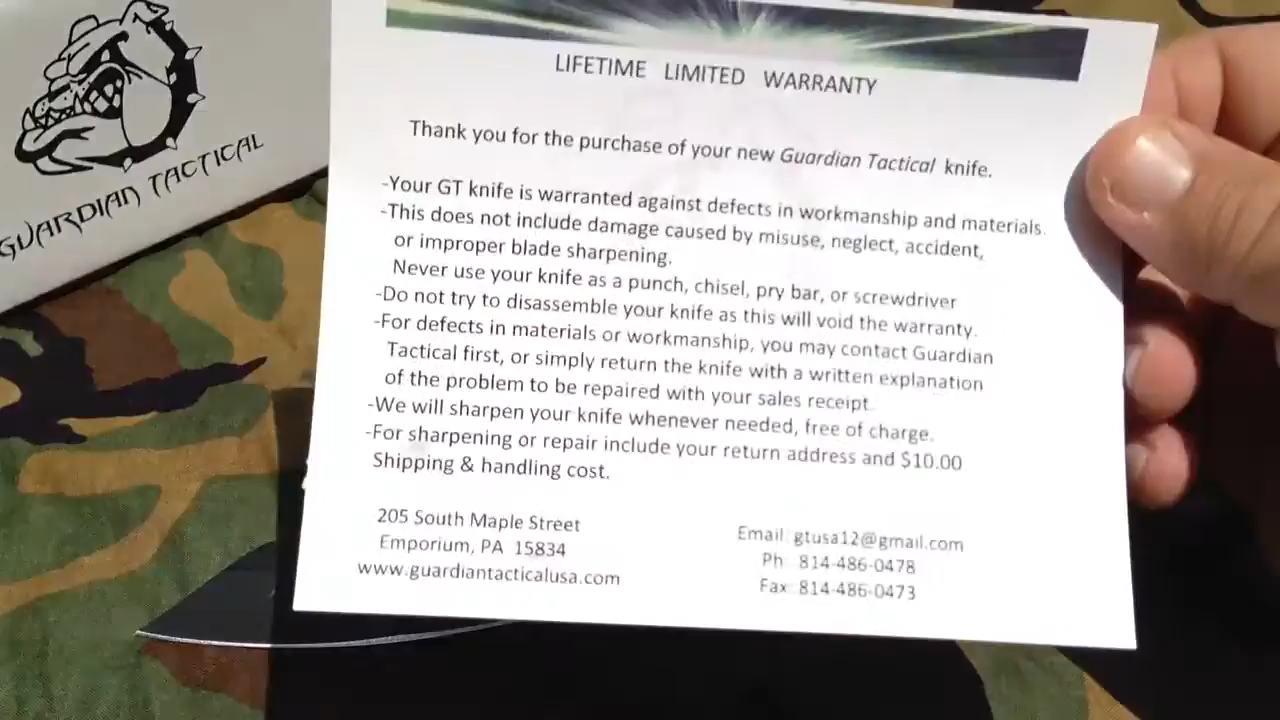 GUARDIAN TACTICAL
LIFETIME LIMITED WARRANTY
Thank you for the purchase of your new Guardian Tactical knife.
-Your GT knife is warranted against defects in workmanship and materials.
-This does not include damage caused by misuse, neglect, accident,
or improper blade sharpening.
Never use your knife as a punch, chisel, pry bar, or screwdriver
-Do not try to disassemble your knife as this will void the warranty.
-For defects in materials or workmanship, you may contact Guardian
Tactical first, or simply return the knife with a written explanation
of the problem to be repaired with your sales receipt.
-We will sharpen your knife whenever needed, free of charge.
-For sharpening or repair include your return address and $10.00
Shipping & handling cost.
205 South Maple Street
Emporium, PA 15834
www.guardiantacticalusa.com
Email: gtusa12@gmail.com
Ph: 814-486-0478
Fax: 814-486-0473